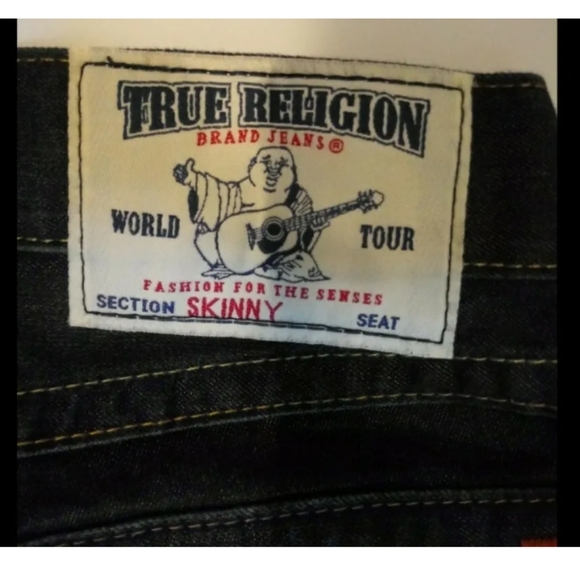 TRUE RELIGION
BRAND JEANS®
WORLD TOUR
FASHION FOR THE SENSES
SECTION SKINNY SEAT